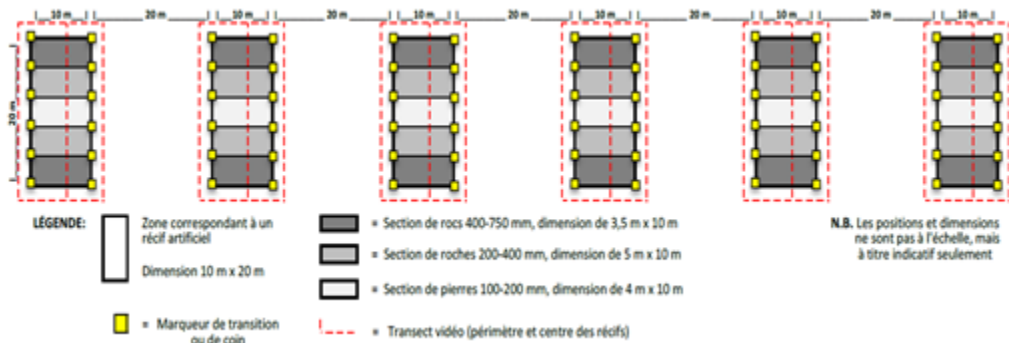 10 m 20 m 10 m 20 m 10 m 20 m 10 m 20 m 10 m 20 m 10 m
20 m
LÉGENDE:
Zone correspondant à un
récif artificiel
Dimension 10 m x 20 m
= Marqueur de transition
ou de coin
= Section de rocs 400-750 mm, dimension de 3,5 m x 10 m
= Section de roches 200-400 mm, dimension de 5 m x 10 m
= Section de pierres 100-200 mm, dimension de 4 m x 10 m
= Transect vidéo (périmètre et centre des récifs)
N.B. Les positions et dimensions
ne sont pas à l'échelle, mais
à titre indicatif seulement